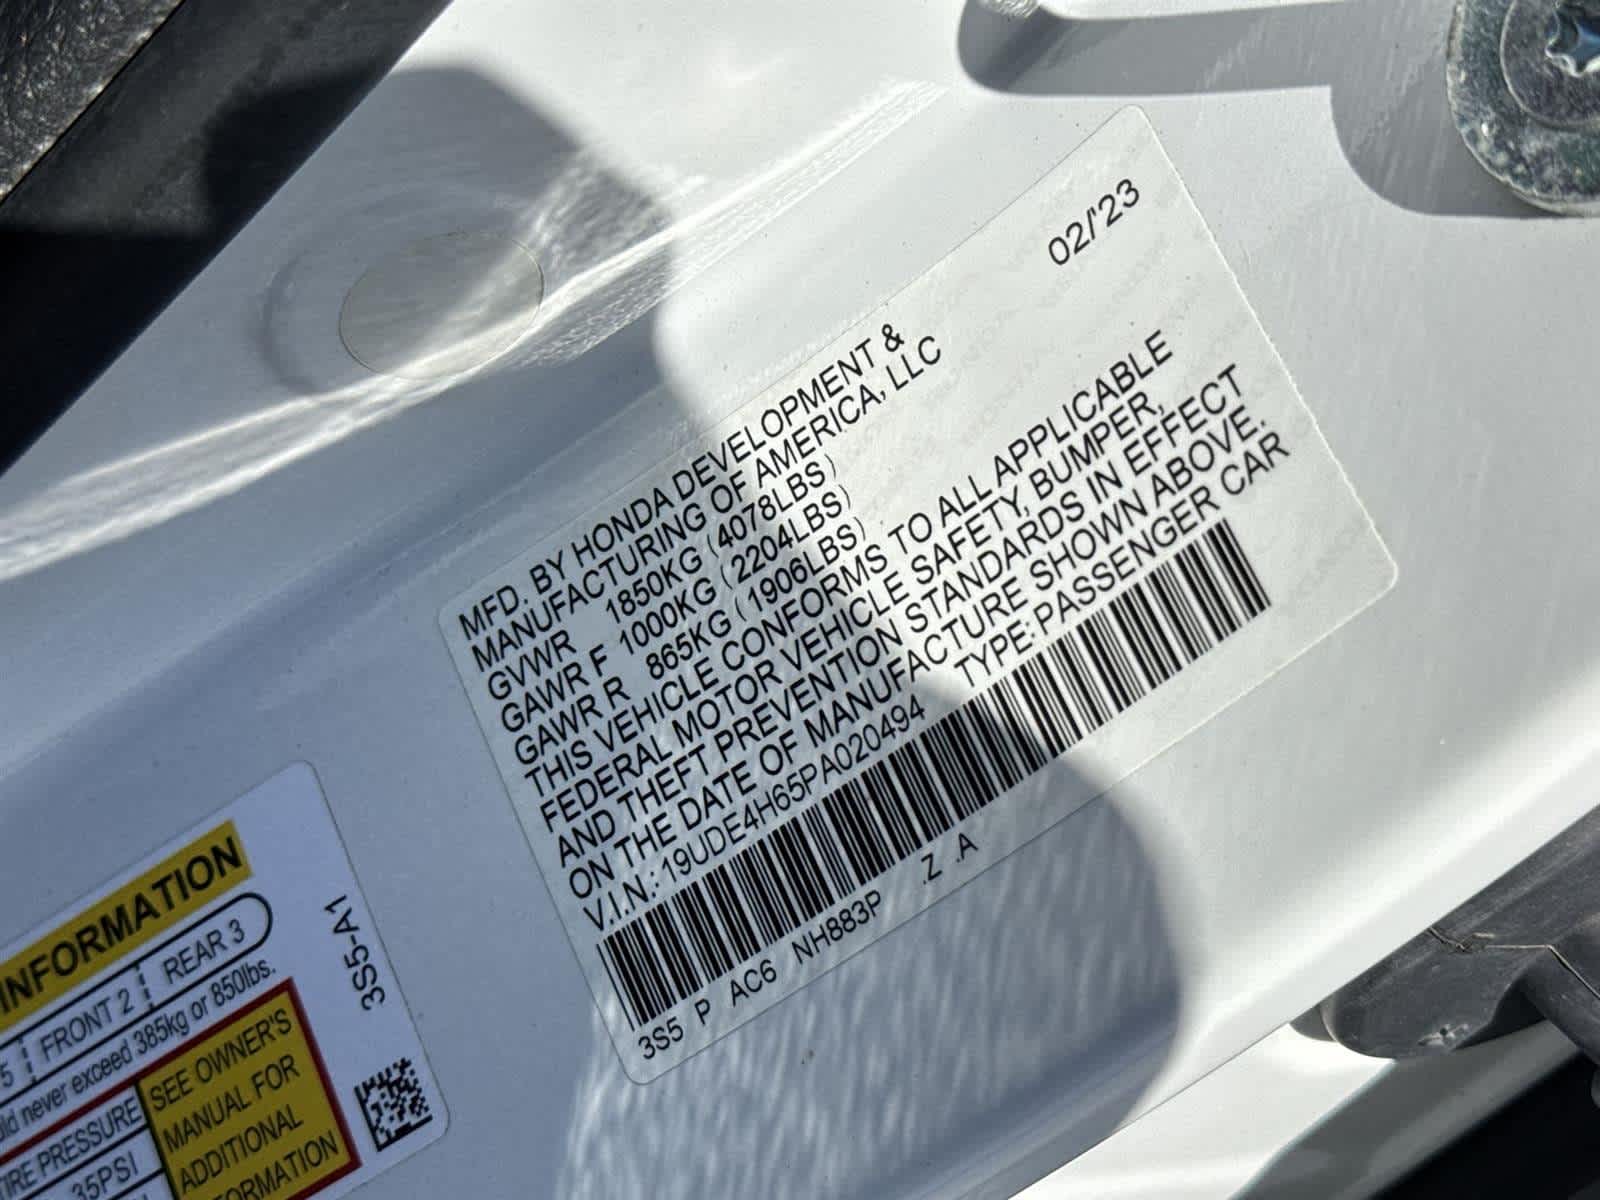 02/'23
MFD. BY HONDA DEVELOPMENT &
MANUFACTURING OF AMERICA, LLC
GVWR 1850KG (4078LBS)
GAWR F 1000KG (2204LBS)
GAWR R 865KG (1906LBS)
THIS VEHICLE CONFORMS TO ALL APPLICABLE
FEDERAL MOTOR VEHICLE SAFETY, BUMPER,
AND THEFT PREVENTION STANDARDS IN EFFECT
ON THE DATE OF MANUFACTURE SHOWN ABOVE.
V.I.N.: 19UDE4H65PA020494 TYPE: PASSENGER CAR
3S5 P AC6 NH883P .Z .A
INFORMATION
5 FRONT 2 REAR 3
never exceed 385kg or 850lbs.
PRESSURE
35PSI
SEE OWNER'S
MANUAL FOR
ADDITIONAL
3S5-A1